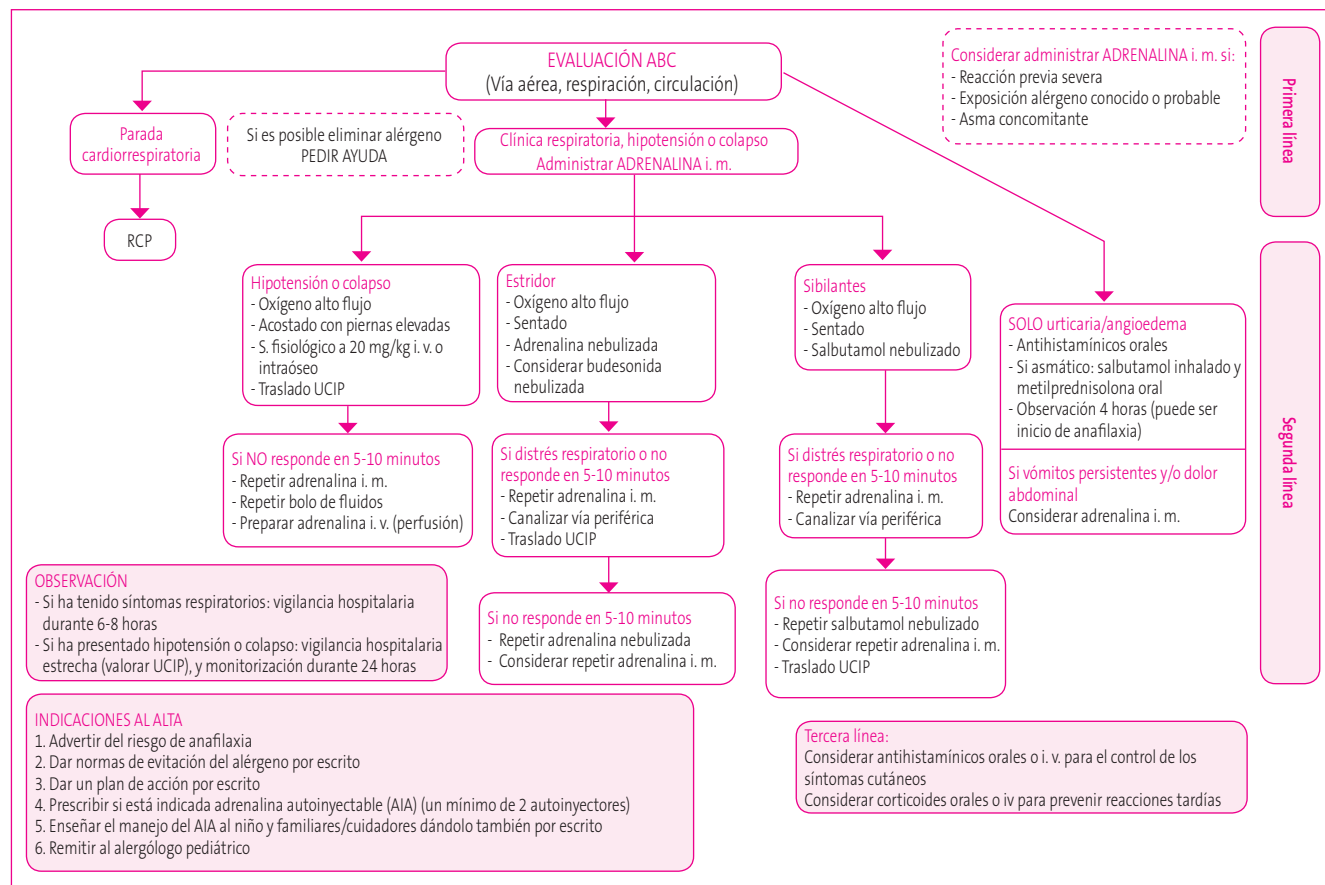 EVALUACIÓN ABC
(Vía aérea, respiración, circulación)
Considerar administrar ADRENALINA i. m. si:
- Reacción previa severa
- Exposición alérgeno conocido o probable
- Asma concomitante
Primera línea
Parada
cardiorrespiratoria
Si es posible eliminar alérgeno
PEDIR AYUDA
Clínica respiratoria, hipotensión o colapso
Administrar ADRENALINA i. m.
RCP
Hipotensión o colapso
- Oxígeno alto flujo
- Acostado con piernas elevadas
- S. fisiológico a 20 mg/kg i. v. o
intraóseo
- Traslado UCIP
Estridor
- Oxígeno alto flujo
- Sentado
- Adrenalina nebulizada
- Considerar budesonida
nebulizada
Sibilantes
- Oxígeno alto flujo
- Sentado
- Salbutamol nebulizado
SOLO urticaria/angioedema
- Antihistamínicos orales
- Si asmático: salbutamol inhalado y
metilprednisolona oral
- Observación 4 horas (puede ser
inicio de anafilaxia)
Si vómitos persistentes y/o dolor
abdominal
Considerar adrenalina i. m.
Segunda línea
Si NO responde en 5-10 minutos
- Repetir adrenalina i. m.
- Repetir bolo de fluidos
- Preparar adrenalina i. v. (perfusión)
Si distrés respiratorio o no
responde en 5-10 minutos
- Repetir adrenalina i. m.
- Canalizar vía periférica
- Traslado UCIP
Si distrés respiratorio o no
responde en 5-10 minutos
- Repetir adrenalina i. m.
- Canalizar vía periférica
OBSERVACIÓN
- Si ha tenido síntomas respiratorios: vigilancia hospitalaria
durante 6-8 horas
- Si ha presentado hipotensión o colapso: vigilancia hospitalaria
estrecha (valorar UCIP), y monitorización durante 24 horas
Si no responde en 5-10 minutos
- Repetir adrenalina nebulizada
- Considerar repetir adrenalina i. m.
Si no responde en 5-10 minutos
- Repetir salbutamol nebulizado
- Considerar repetir adrenalina i. m.
- Traslado UCIP
INDICACIONES AL ALTA
1. Advertir del riesgo de anafilaxia
2. Dar normas de evitación del alérgeno por escrito
3. Dar un plan de acción por escrito
4. Prescribir si está indicada adrenalina autoinyectable (AIA) (un mínimo de 2 autoinyectores)
5. Enseñar el manejo del AIA al niño y familiares/cuidadores dándolo también por escrito
6. Remitir al alergólogo pediátrico
Tercera línea:
Considerar antihistamínicos orales o i. v. para el control de los
síntomas cutáneos
Considerar corticoides orales o iv para prevenir reacciones tardías